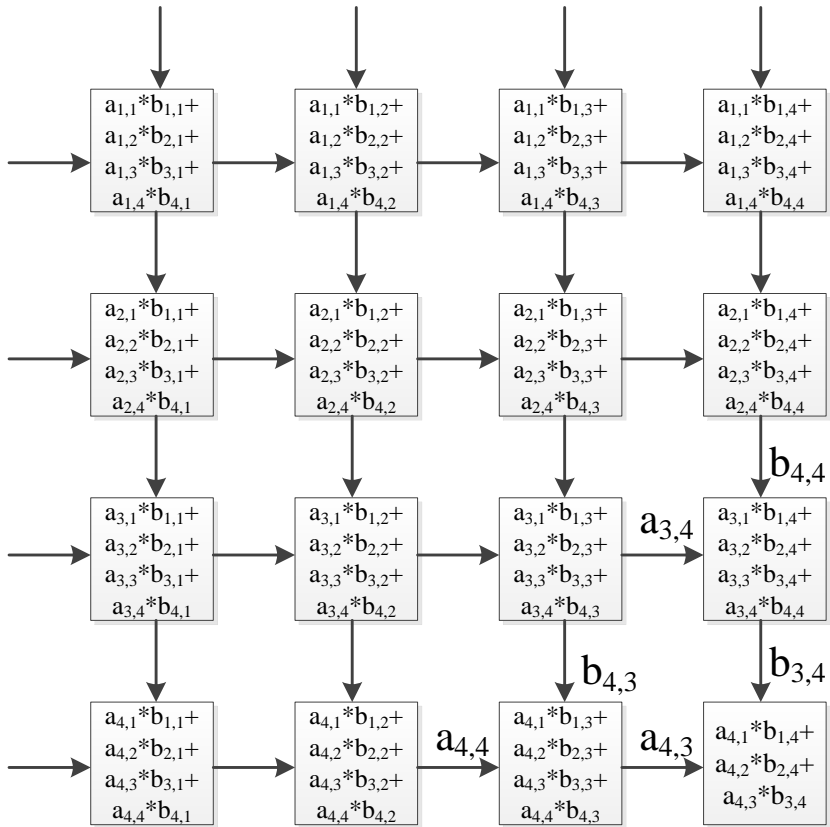 a1,1*b1,1+
a1,2*b2,1+
a1,3*b3,1+
a1,4*b4,1
a1,1*b1,2+
a1,2*b2,2+
a1,3*b3,2+
a1,4*b4,2
a1,1*b1,3+
a1,2*b2,3+
a1,3*b3,3+
a1,4*b4,3
a1,1*b1,4+
a1,2*b2,4+
a1,3*b3,4+
a1,4*b4,4
a2,1*b1,1+
a2,2*b2,1+
a2,3*b3,1+
a2,4*b4,1
a2,1*b1,2+
a2,2*b2,2+
a2,3*b3,2+
a2,4*b4,2
a2,1*b1,3+
a2,2*b2,3+
a2,3*b3,3+
a2,4*b4,3
a2,1*b1,4+
a2,2*b2,4+
a2,3*b3,4+
a2,4*b4,4
b4,4
a3,1*b1,1+
a3,2*b2,1+
a3,3*b3,1+
a3,4*b4,1
a3,1*b1,2+
a3,2*b2,2+
a3,3*b3,2+
a3,4*b4,2
a3,1*b1,3+
a3,2*b2,3+
a3,3*b3,3+
a3,4*b4,3
a3,4
a3,1*b1,4+
a3,2*b2,4+
a3,3*b3,4+
a3,4*b4,4
b4,3
b3,4
a4,1*b1,1+
a4,2*b2,1+
a4,3*b3,1+
a4,4*b4,1
a4,1*b1,2+
a4,2*b2,2+
a4,3*b3,2+
a4,4*b4,2
a4,4
a4,1*b1,3+
a4,2*b2,3+
a4,3*b3,3+
a4,4*b4,3
a4,3
a4,1*b1,4+
a4,2*b2,4+
a4,3*b3,4